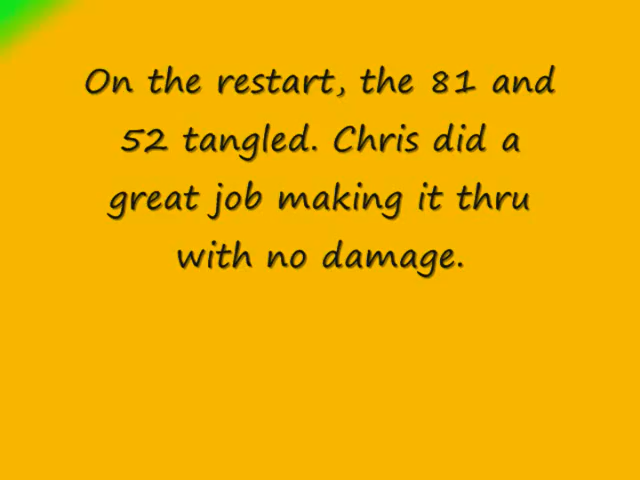 On the restart, the 81 and
52 tangled. Chris did a
great job making it thru
with no damage.